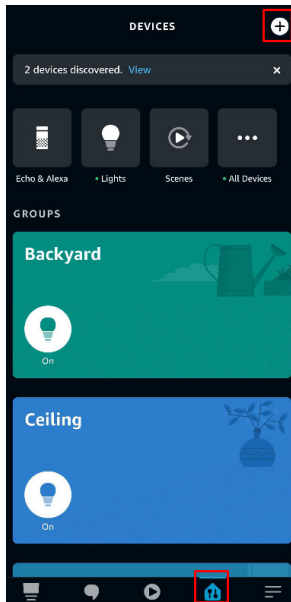 DEVICES
2 devices discovered. View ×
Echo & Alexa • Lights Scenes • All Devices
GROUPS
Backyard
On
Ceiling
On